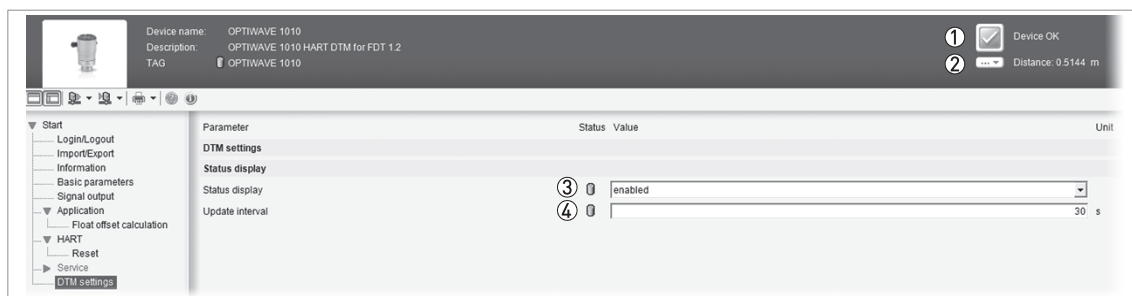 Device name: OPTIWAVE 1010
Description: OPTIWAVE 1010 HART DTM for FDT 1.2
TAG OPTIWAVE 1010
① Device OK
② ... Distance: 0.5144 m
Start
Login/Logout
Import/Export
Information
Basic parameters
Signal output
Application
Float offset calculation
HART
Reset
Service
DTM settings
Parameter Status Value Unit
DTM settings
Status display
Status display ③ enabled
Update interval ④ 30 s